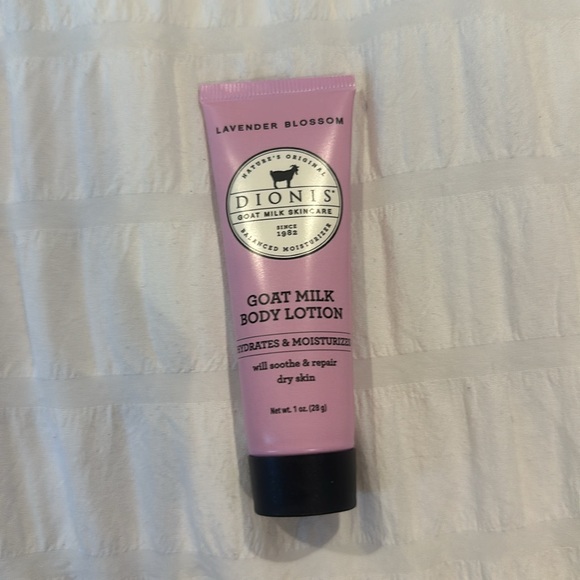 LAVENDER BLOSSOM
NATURE'S ORIGINAL
DIONIS®
GOAT MILK SKINCARE
SINCE
1982
BALANCED MOISTURIZER
GOAT MILK
BODY LOTION
HYDRATES & MOISTURIZES
will soothe & repair
dry skin
Net wt. 1 oz. (28 g)